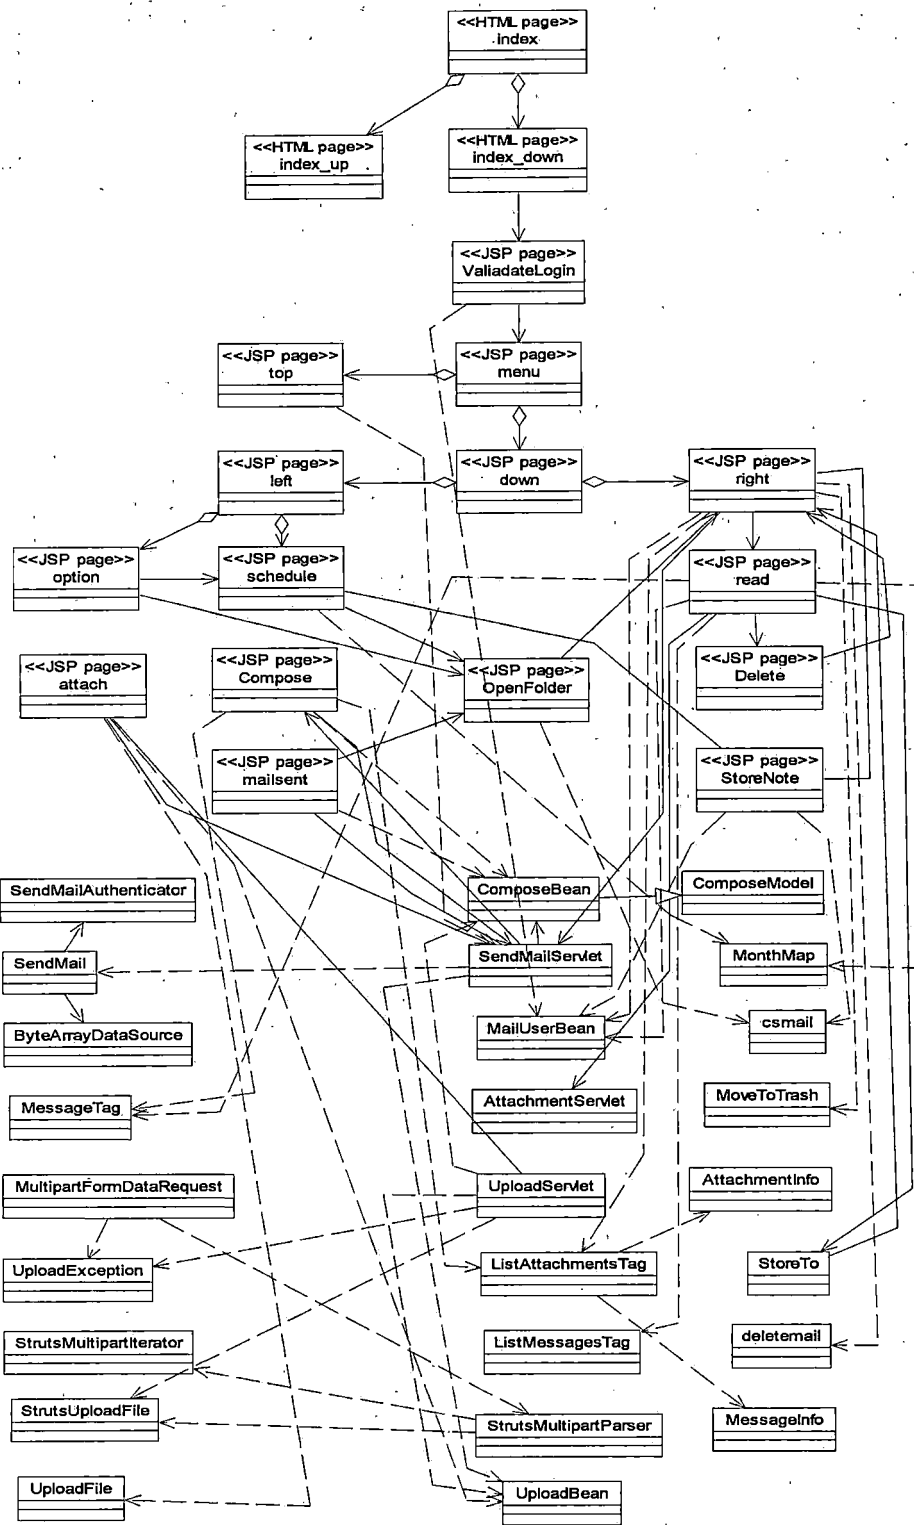 <<HTML page>>
index
<<HTML page>>
index_up
<<HTML page>>
index_down
<<JSP page>>
ValiadateLogin
<<JSP page>>
top
<<JSP page>>
menu
<<JSP page>>
left
<<JSP page>>
down
<<JSP page>>
right
<<JSP page>>
option
<<JSP page>>
schedule
<<JSP page>>
read
<<JSP page>>
attach
<<JSP page>>
Compose
<<JSP page>>
OpenFolder
<<JSP page>>
Delete
<<JSP page>>
mailsent
<<JSP page>>
StoreNote
SendMailAuthenticator
ComposeBean
ComposeModel
SendMail
SendMailServlet
MonthMap
ByteArrayDataSource
MailUserBean
csmail
MessageTag
AttachmentServlet
MoveToTrash
MultipartFormDataRequest
UploadServlet
AttachmentInfo
UploadException
ListAttachmentsTag
StoreTo
StrutsMultipartIterator
ListMessagesTag
deletemail
StrutsUploadFile
StrutsMultipartParser
MessageInfo
UploadFile
UploadBean